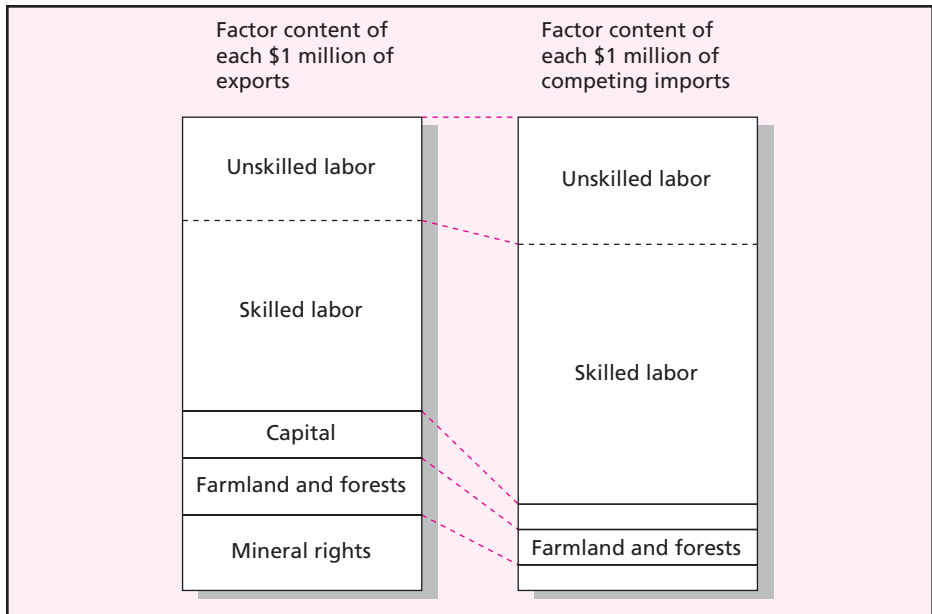 Factor content of
each $1 million of
exports
Factor content of
each $1 million of
competing imports
Unskilled labor
Skilled labor
Capital
Farmland and forests
Mineral rights
Unskilled labor
Skilled labor
Farmland and forests